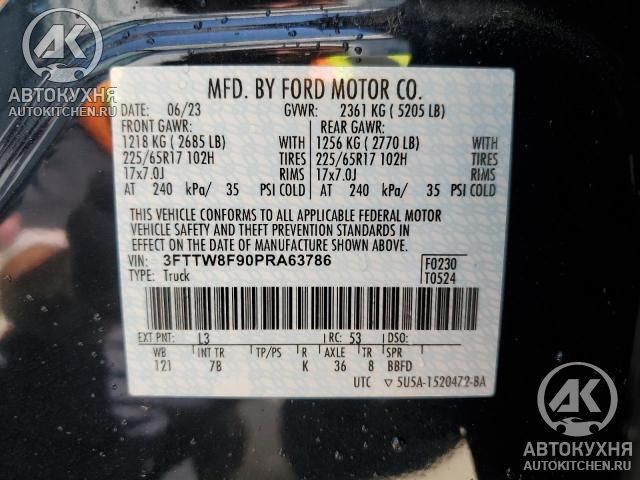 АК
АВТОКУХНЯ
AUTOKITCHEN.RU
MFD. BY FORD MOTOR CO.
DATE: 06/23 GVWR: 2361 KG ( 5205 LB)
FRONT GAWR: REAR GAWR:
1218 KG ( 2685 LB) WITH 1256 KG ( 2770 LB) WITH
225/65R17 102H TIRES 225/65R17 102H TIRES
17x7.0J RIMS 17x7.0J RIMS
AT 240 kPa/ 35 PSI COLD AT 240 kPa/ 35 PSI COLD
THIS VEHICLE CONFORMS TO ALL APPLICABLE FEDERAL MOTOR
VEHICLE SAFETY AND THEFT PREVENTION STANDARDS IN
EFFECT ON THE DATE OF MANUFACTURE SHOWN ABOVE.
VIN: 3FTTW8F90PRA63786 F0230
TYPE: Truck T0524
EXT PNT: L3 RC: 53 DSO:
WB INT TR TP/PS R AXLE TR SPR
121 7B K 36 8 BBFD
UTC ▽ 5U5A-1520472-BA
АК
АВТОКУХНЯ
AUTOKITCHEN.RU